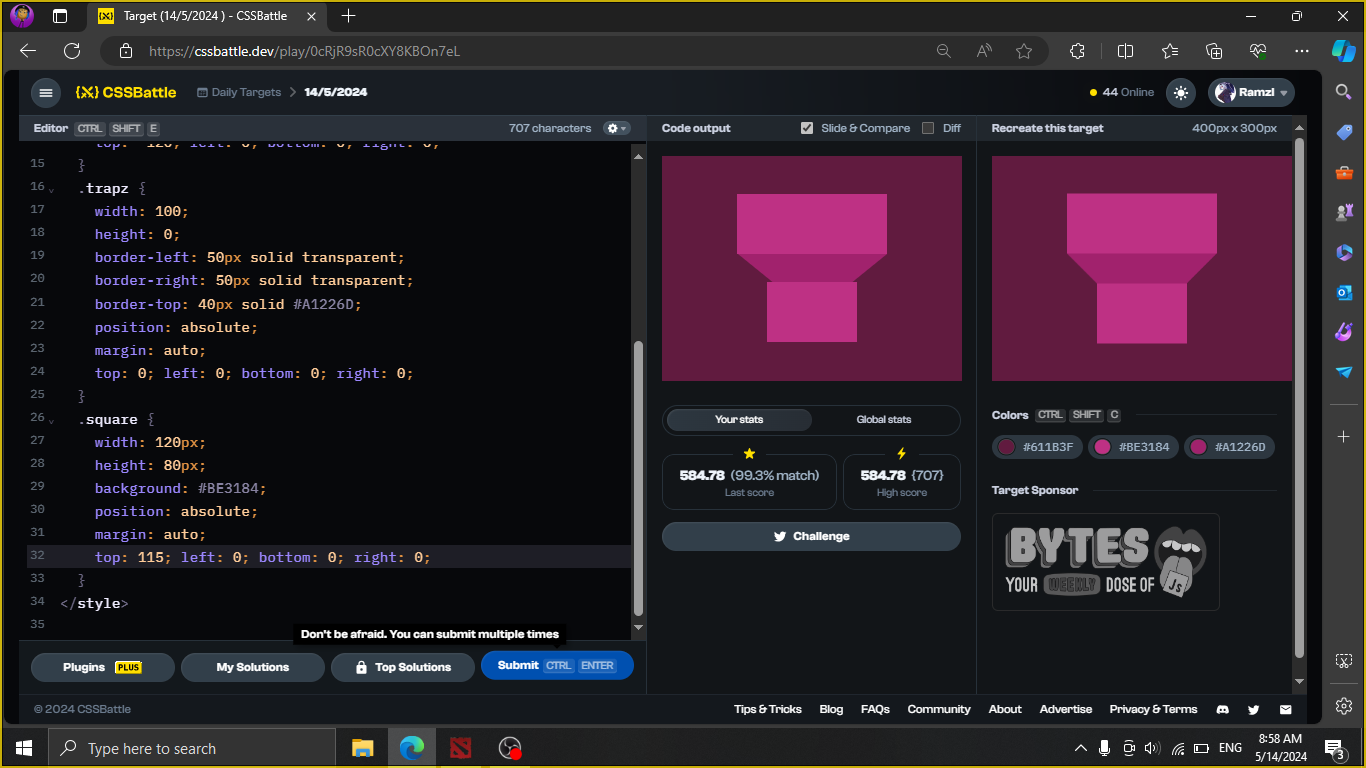 Target (14/5/2024 ) - CSSBattle
https://cssbattle.dev/play/0cRjR9sR0cXY8KBOn7eL
{X} CSSBattle
Daily Targets > 14/5/2024
44 Online
Ramzl
Editor CTRL SHIFT E
707 characters
Code output
Slide & Compare
Diff
Recreate this target
400px x 300px
top: -120; left: 0; bottom: 0; right: 0;
15 }
16 .trapz {
17 width: 100;
18 height: 0;
19 border-left: 50px solid transparent;
20 border-right: 50px solid transparent;
21 border-top: 40px solid #A1226D;
22 position: absolute;
23 margin: auto;
24 top: 0; left: 0; bottom: 0; right: 0;
25 }
26 .square {
27 width: 120px;
28 height: 80px;
29 background: #BE3184;
30 position: absolute;
31 margin: auto;
32 top: 115; left: 0; bottom: 0; right: 0;
33 }
34 </style>
35
Don't be afraid. You can submit multiple times
Plugins PLUS
My Solutions
Top Solutions
Submit CTRL ENTER
Your stats
Global stats
584.78 (99.3% match)
Last score
584.78 {707}
High score
Challenge
Colors CTRL SHIFT C
#611B3F
#BE3184
#A1226D
Target Sponsor
BYTES
YOUR WEEKLY DOSE OF JS
© 2024 CSSBattle
Tips & Tricks
Blog
FAQs
Community
About
Advertise
Privacy & Terms
Type here to search
ENG
8:58 AM
5/14/2024
3